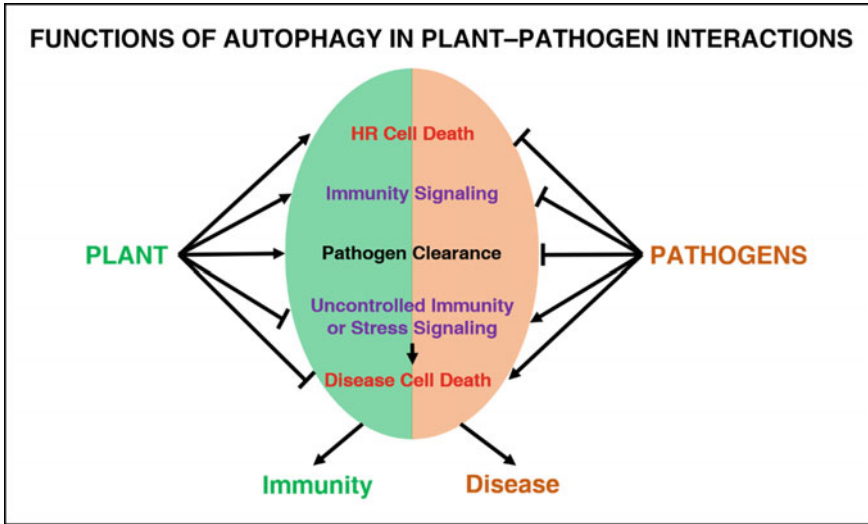 FUNCTIONS OF AUTOPHAGY IN PLANT–PATHOGEN INTERACTIONS
HR Cell Death
Immunity Signaling
PLANT
Pathogen Clearance
PATHOGENS
Uncontrolled Immunity
or Stress Signaling
Disease Cell Death
Immunity
Disease